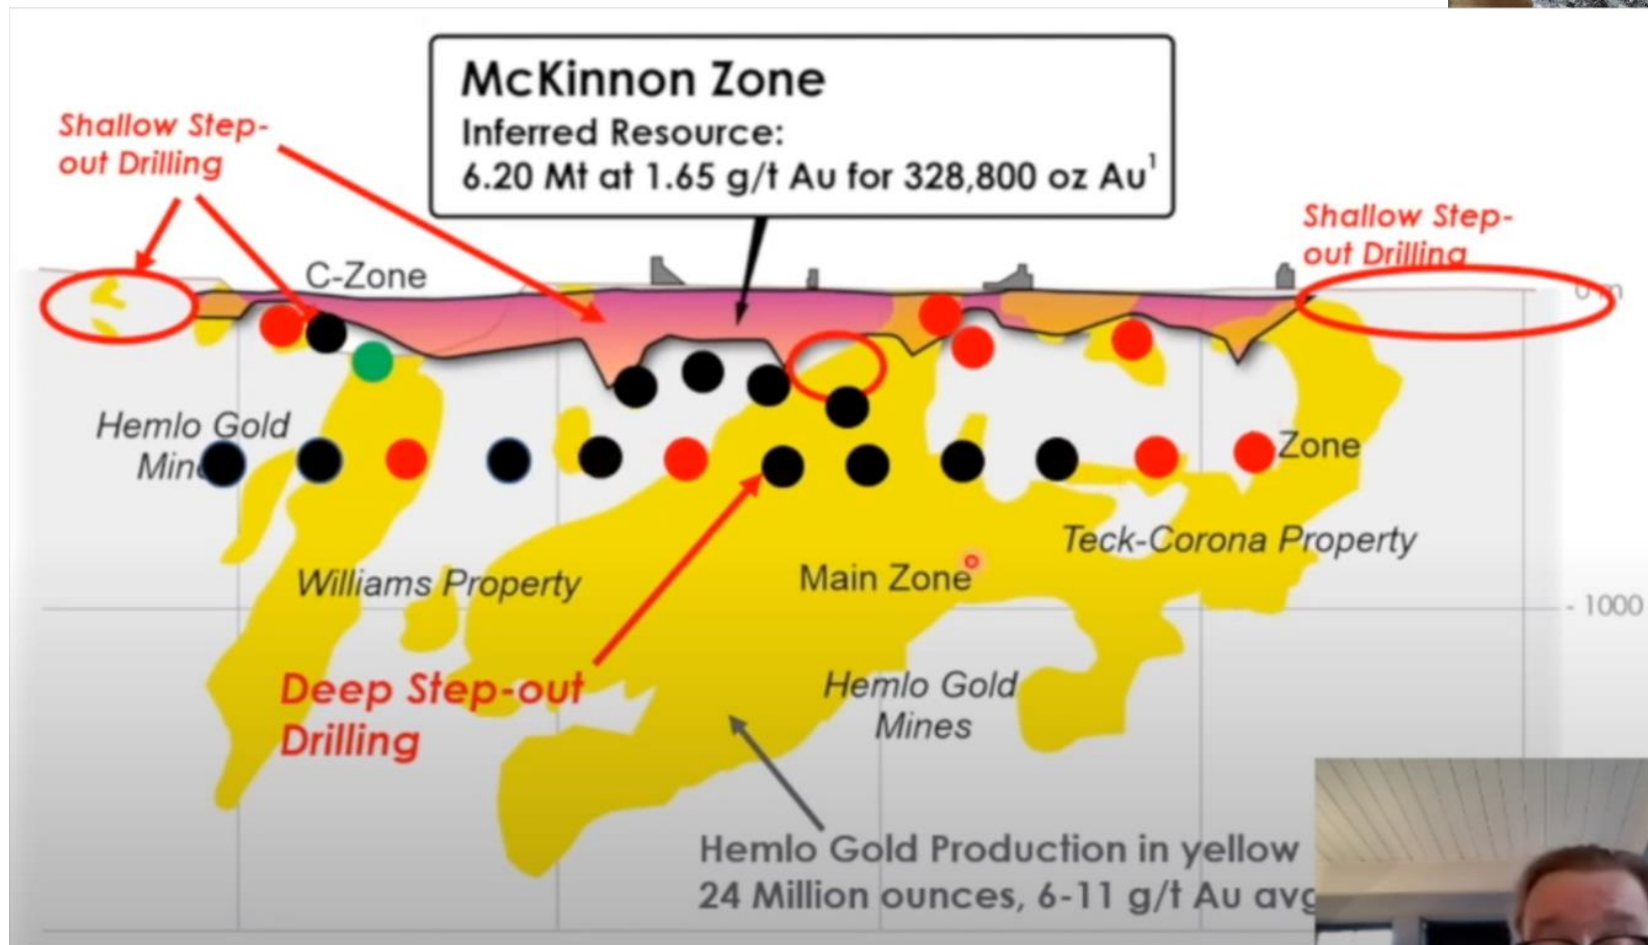 McKinnon Zone
Inferred Resource:
6.20 Mt at 1.65 g/t Au for 328,800 oz Au¹
Shallow Step-
out Drilling
Shallow Step-
out Drilling
C-Zone
0 m
Hemlo Gold
Mine
Zone
Teck-Corona Property
Williams Property
Main Zone
- 1000
Deep Step-out
Drilling
Hemlo Gold
Mines
Hemlo Gold Production in yellow
24 Million ounces, 6-11 g/t Au avg